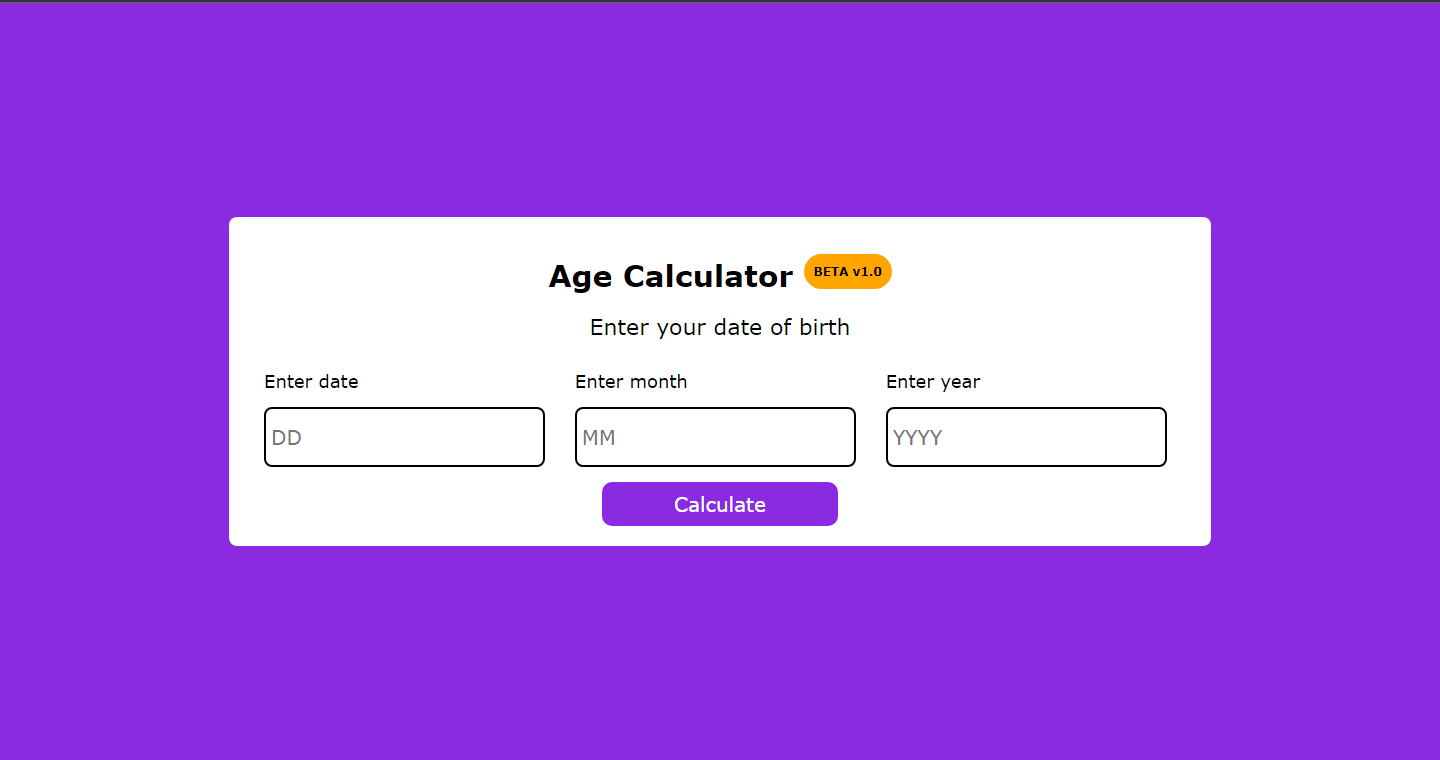 Age Calculator BETA v1.0
Enter your date of birth
Enter date Enter month Enter year
DD MM YYYY
Calculate